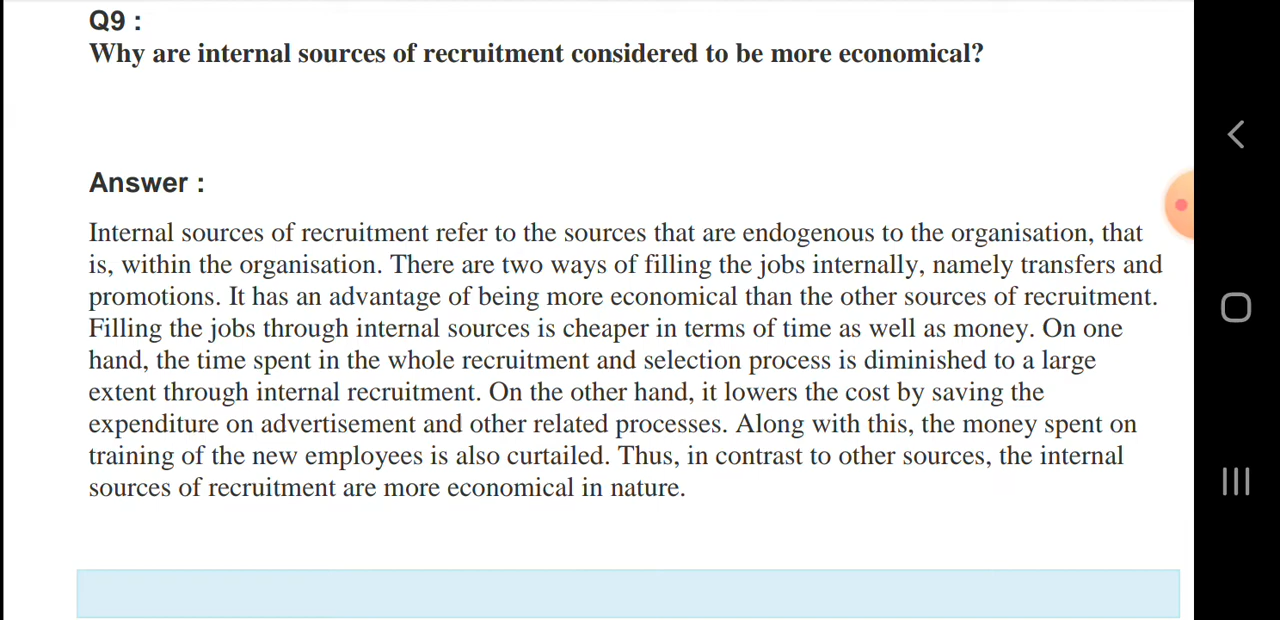 Q9 :
Why are internal sources of recruitment considered to be more economical?
Answer :
Internal sources of recruitment refer to the sources that are endogenous to the organisation, that
is, within the organisation. There are two ways of filling the jobs internally, namely transfers and
promotions. It has an advantage of being more economical than the other sources of recruitment.
Filling the jobs through internal sources is cheaper in terms of time as well as money. On one
hand, the time spent in the whole recruitment and selection process is diminished to a large
extent through internal recruitment. On the other hand, it lowers the cost by saving the
expenditure on advertisement and other related processes. Along with this, the money spent on
training of the new employees is also curtailed. Thus, in contrast to other sources, the internal
sources of recruitment are more economical in nature.